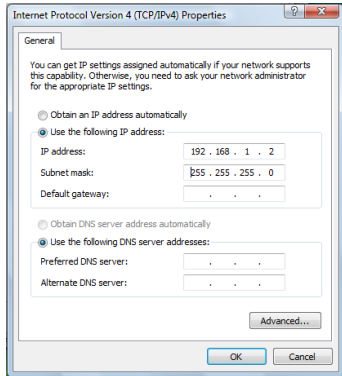 Internet Protocol Version 4 (TCP/IPv4) Properties
General
You can get IP settings assigned automatically if your network supports
this capability. Otherwise, you need to ask your network administrator
for the appropriate IP settings.
Obtain an IP address automatically
Use the following IP address:
IP address: 192 . 168 . 1 . 2
Subnet mask: 255 . 255 . 255 . 0
Default gateway: . . .
Obtain DNS server address automatically
Use the following DNS server addresses:
Preferred DNS server: . . .
Alternate DNS server: . . .
Advanced...
OK Cancel